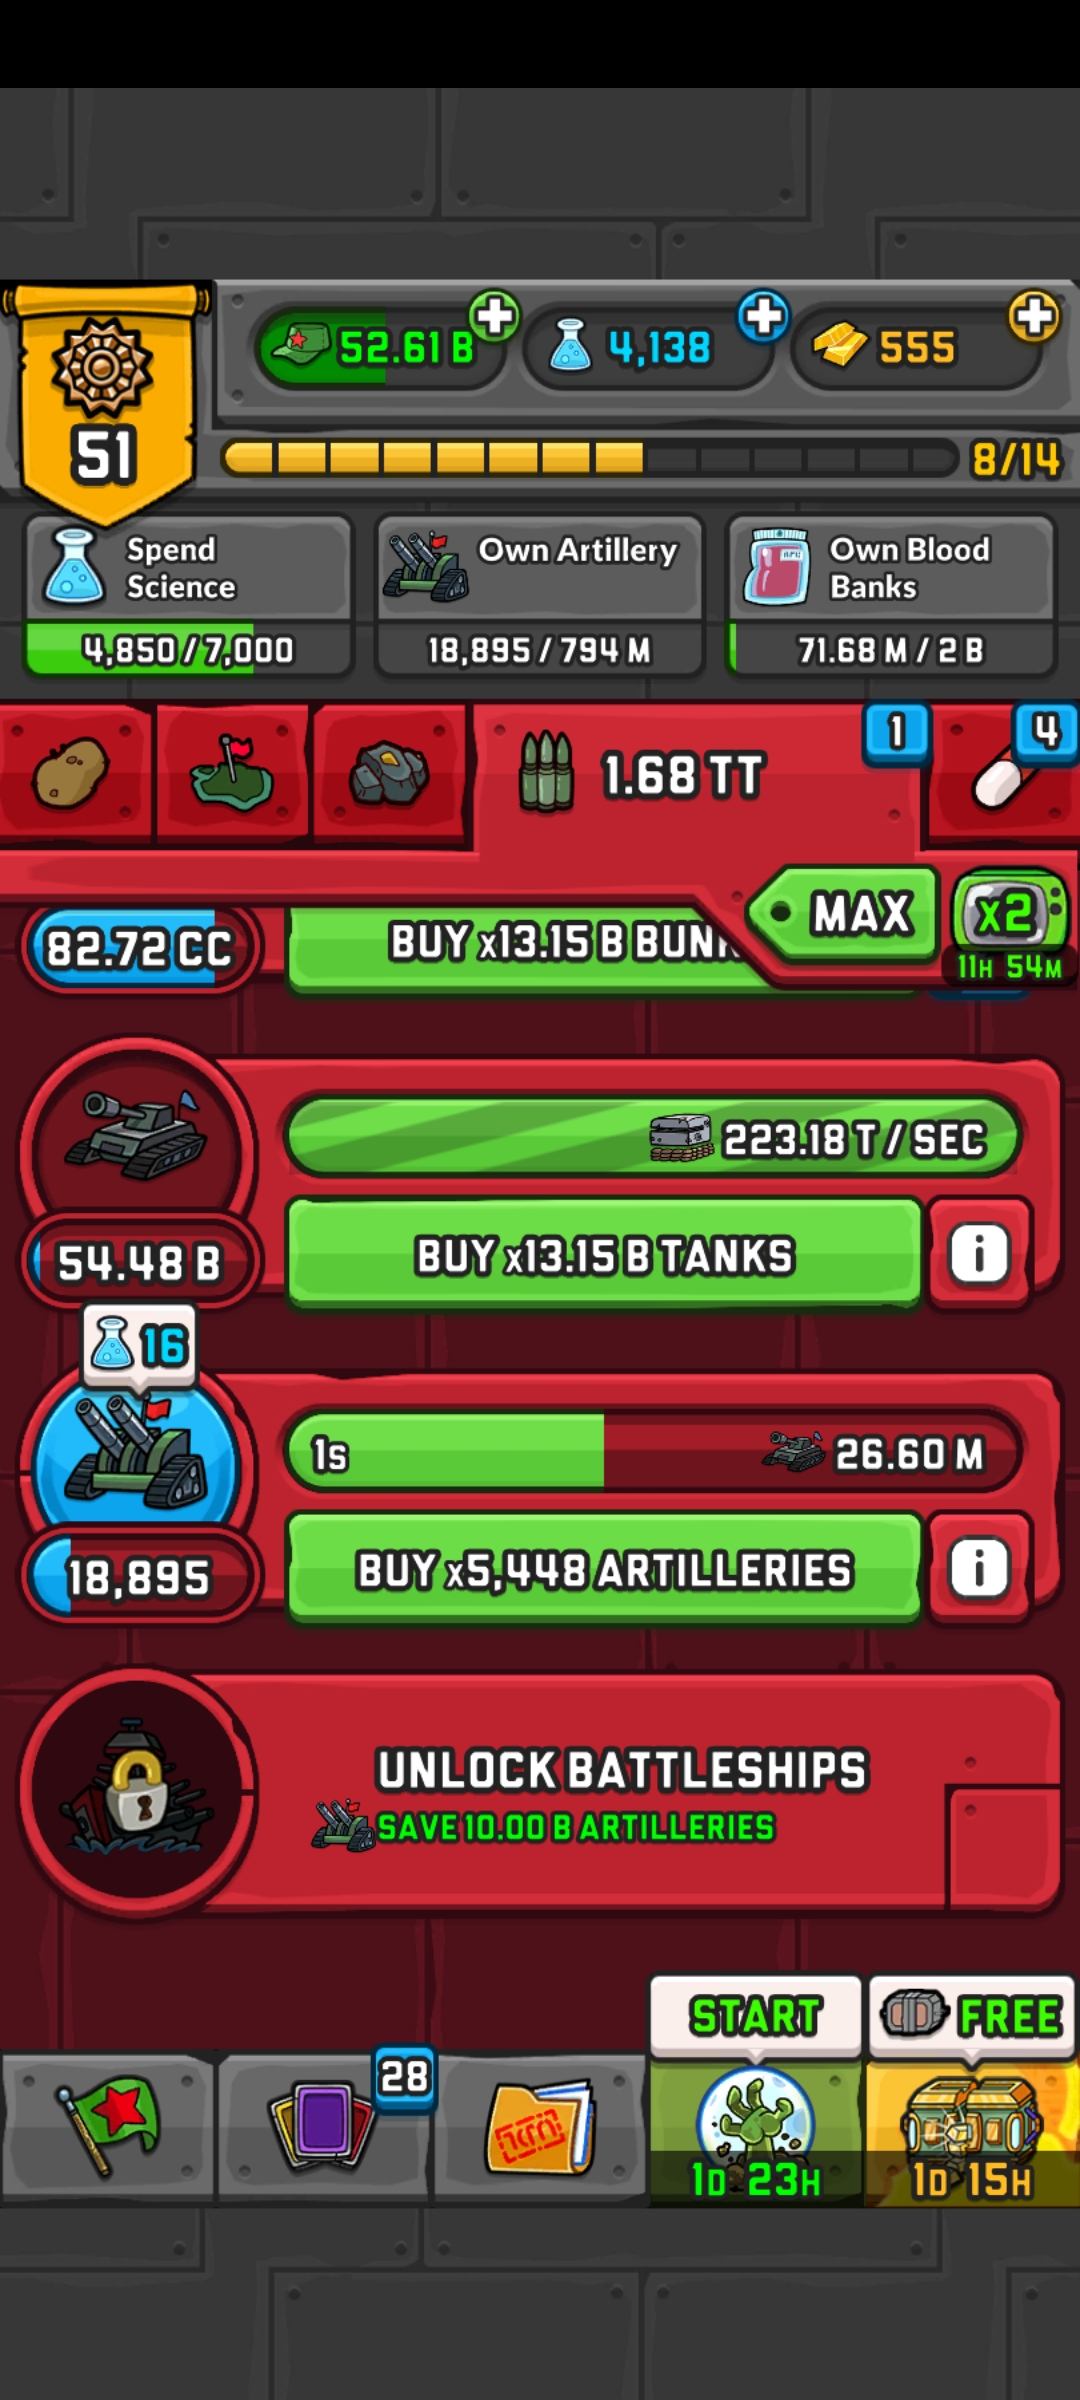 52.61 B
4,138
555
51
8/14
Spend
Science
4,850/7,000
Own Artillery
18,895/794 M
Own Blood
Banks
71.68 M / 2 B
1.68 TT
1
4
MAX
x2
11H 54M
82.72 CC
BUY x13.15 B
223.18 T / SEC
54.48 B
BUY x13.15 B TANKS
i
16
1s
26.60 M
18,895
BUY x5,448 ARTILLERIES
i
UNLOCK BATTLESHIPS
SAVE 10.00 B ARTILLERIES
START
FREE
28
1D 23H
1D 15H